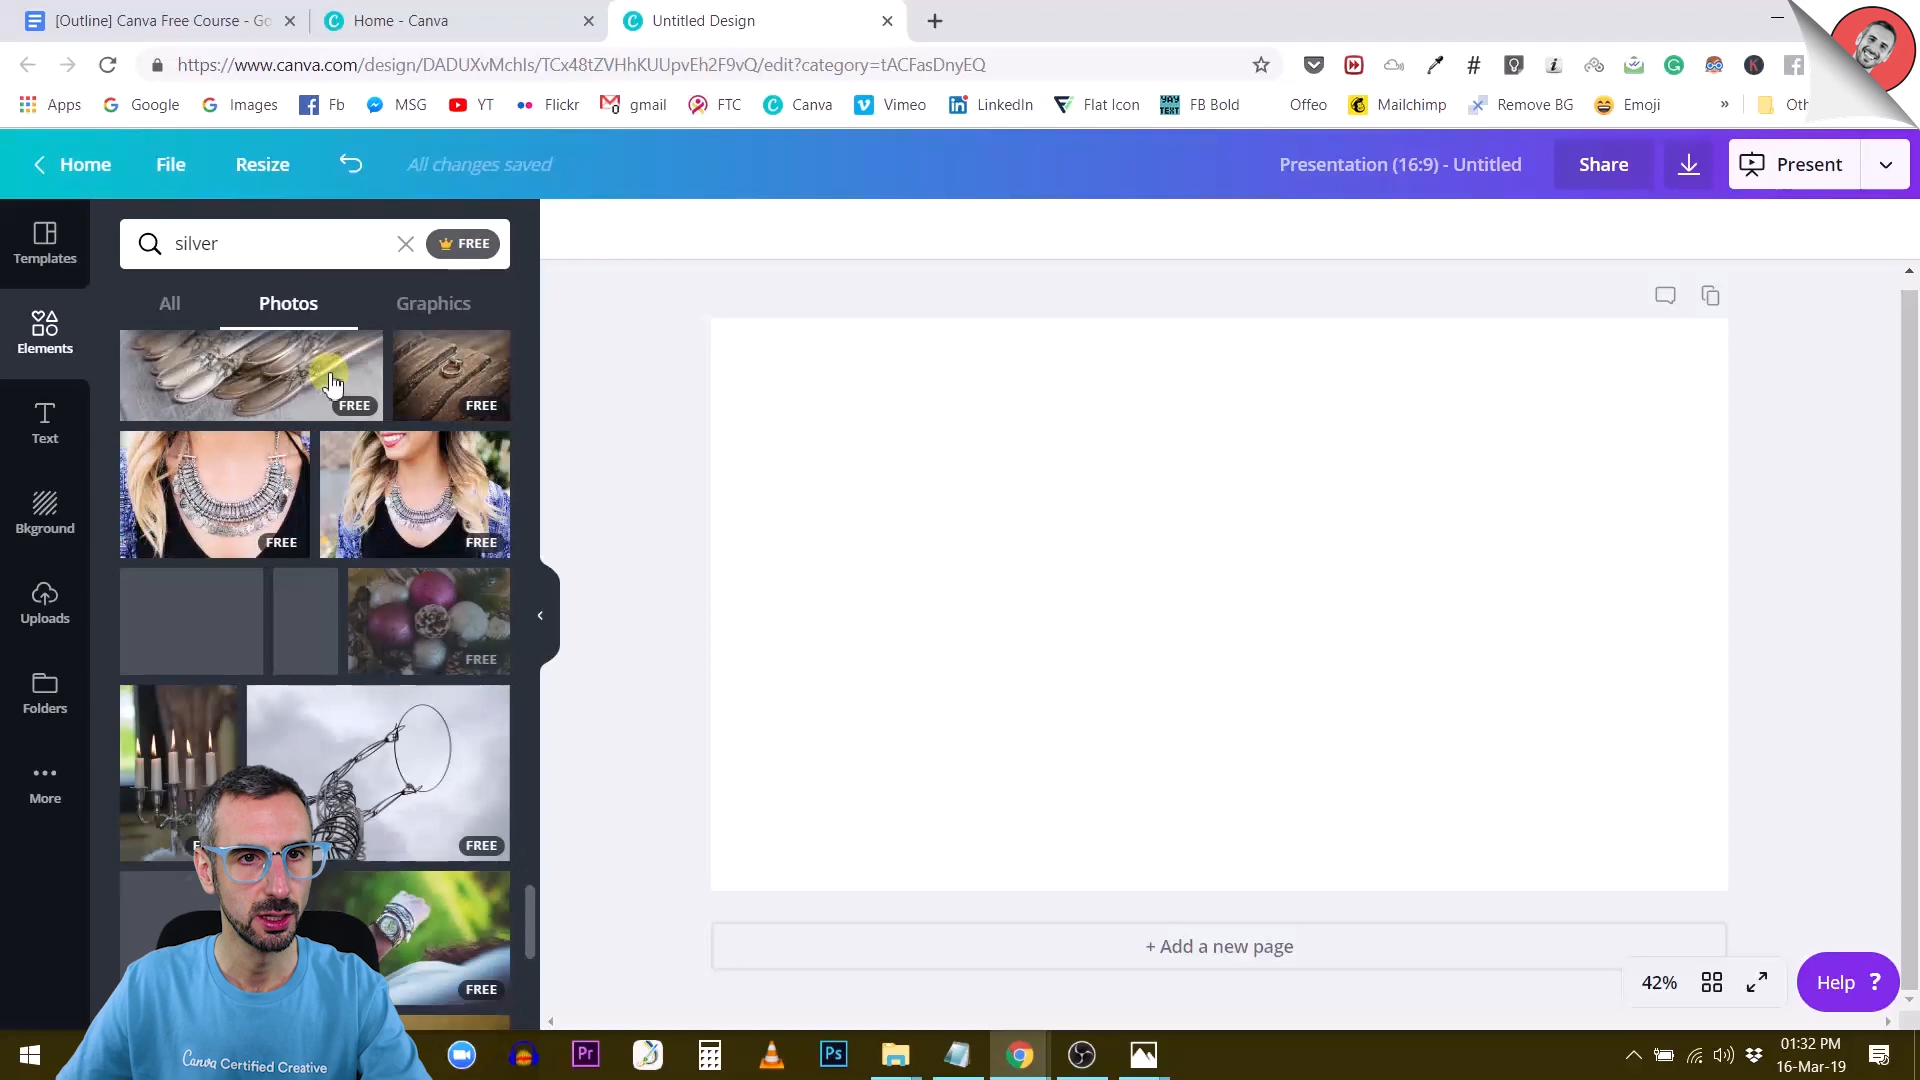 [Outline] Canva Free Course - Go
Home - Canva
Untitled Design
https://www.canva.com/design/DADUXvMchIs/TCx48tZVHhKUUpvEh2F9vQ/edit?category=tACFasDnyEQ
Apps
Google
Images
Fb
MSG
YT
Flickr
gmail
FTC
Canva
Vimeo
LinkedIn
Flat Icon
FB Bold
Offeo
Mailchimp
Remove BG
Emoji
»
Oth
Home
File
Resize
All changes saved
Presentation (16:9) - Untitled
Share
Present
Templates
Elements
Text
Bkground
Uploads
Folders
More
silver
FREE
All
Photos
Graphics
FREE
FREE
FREE
FREE
FREE
FREE
FREE
+ Add a new page
42%
Help ?
Canva Certified Creative
Pr
Ps
01:32 PM
16-Mar-19